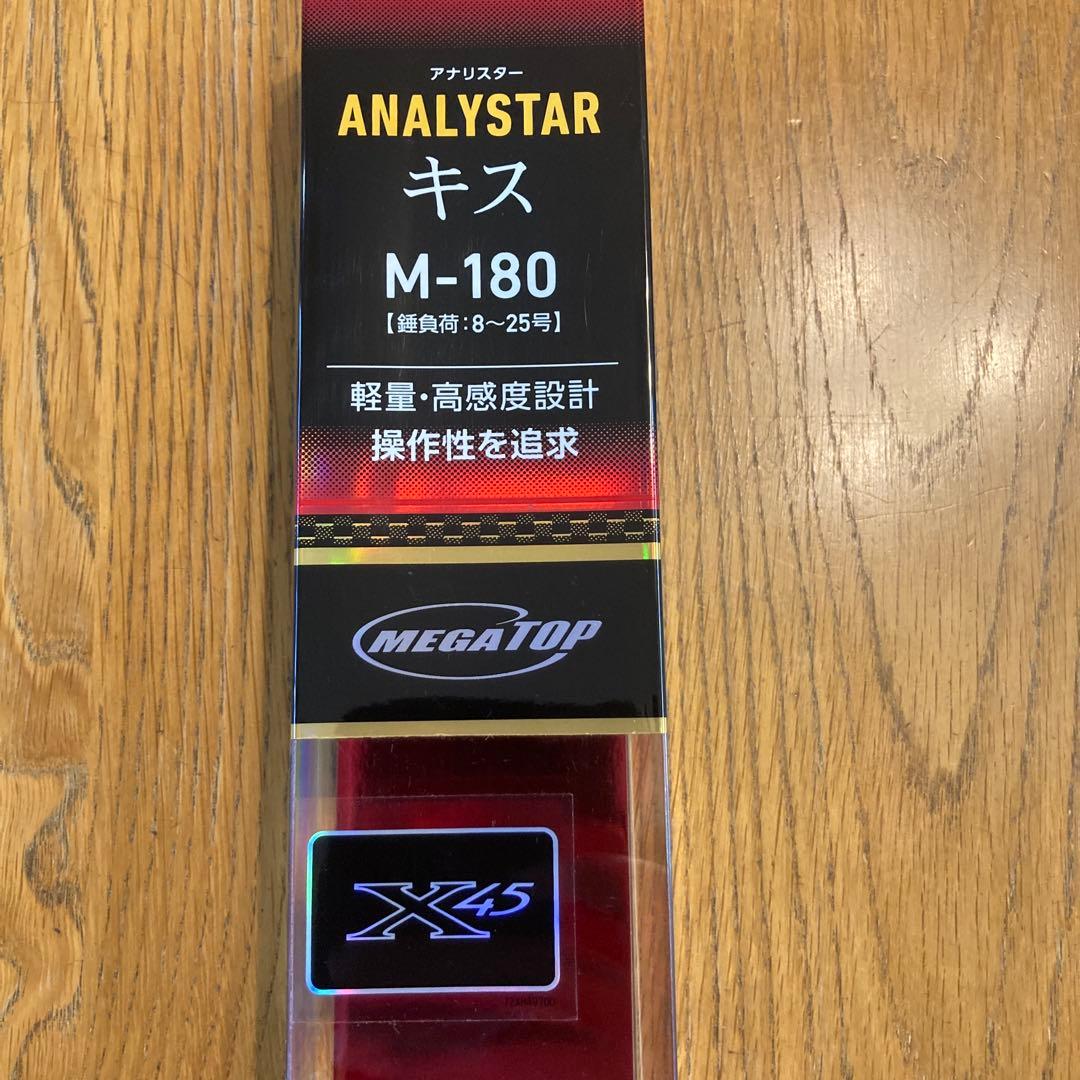 アナリスター
ANALYSTAR
キス
M-180
【錘負荷:8〜25号】
軽量・高感度設計
操作性を追求
MEGATOP
X45